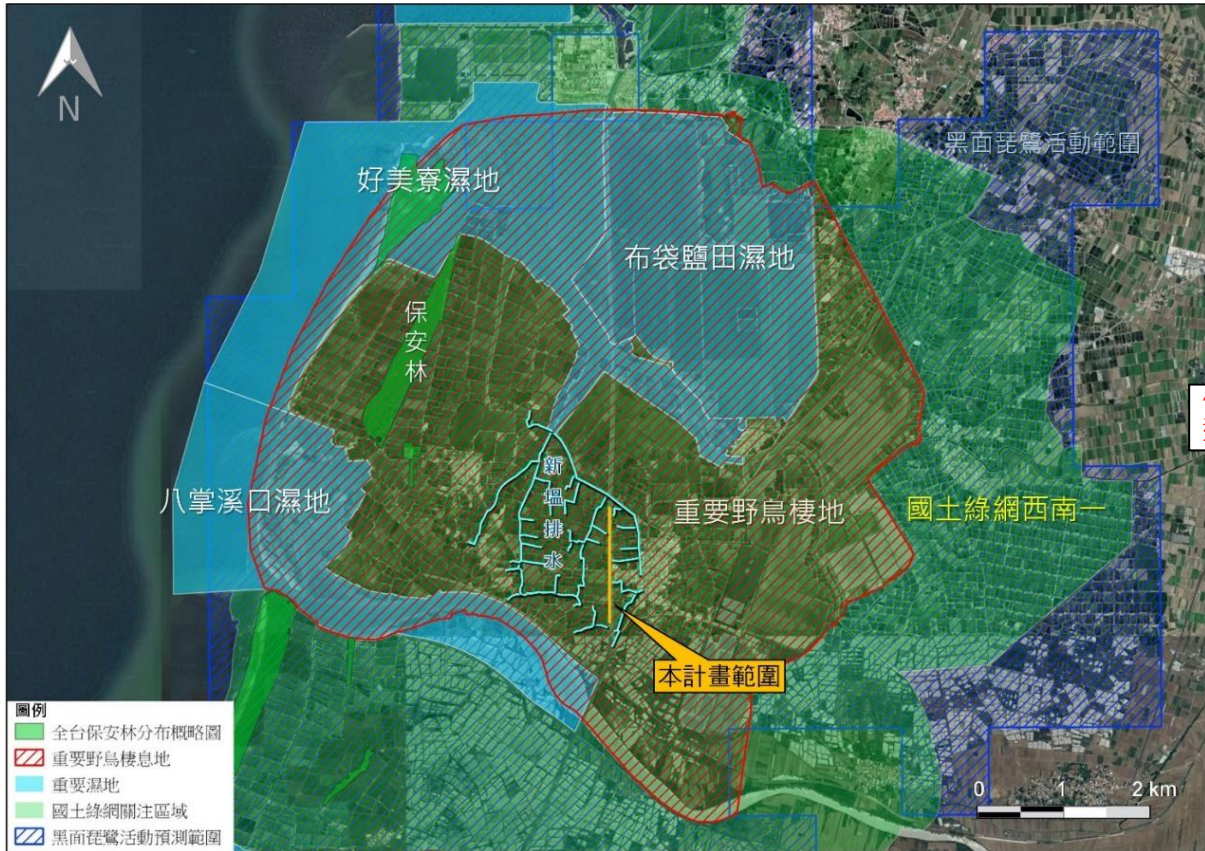 N
黑面琵鷺活動範圍
好美寮濕地
布袋鹽田濕地
保安林
八掌溪口濕地
新塭排水
重要野鳥棲地
國土綠網西南一
本計畫範圍
圖例
全台保安林分布概略圖
重要野鳥棲息地
重要濕地
國土綠網關注區域
黑面琵鷺活動預測範圍
0 1 2 km